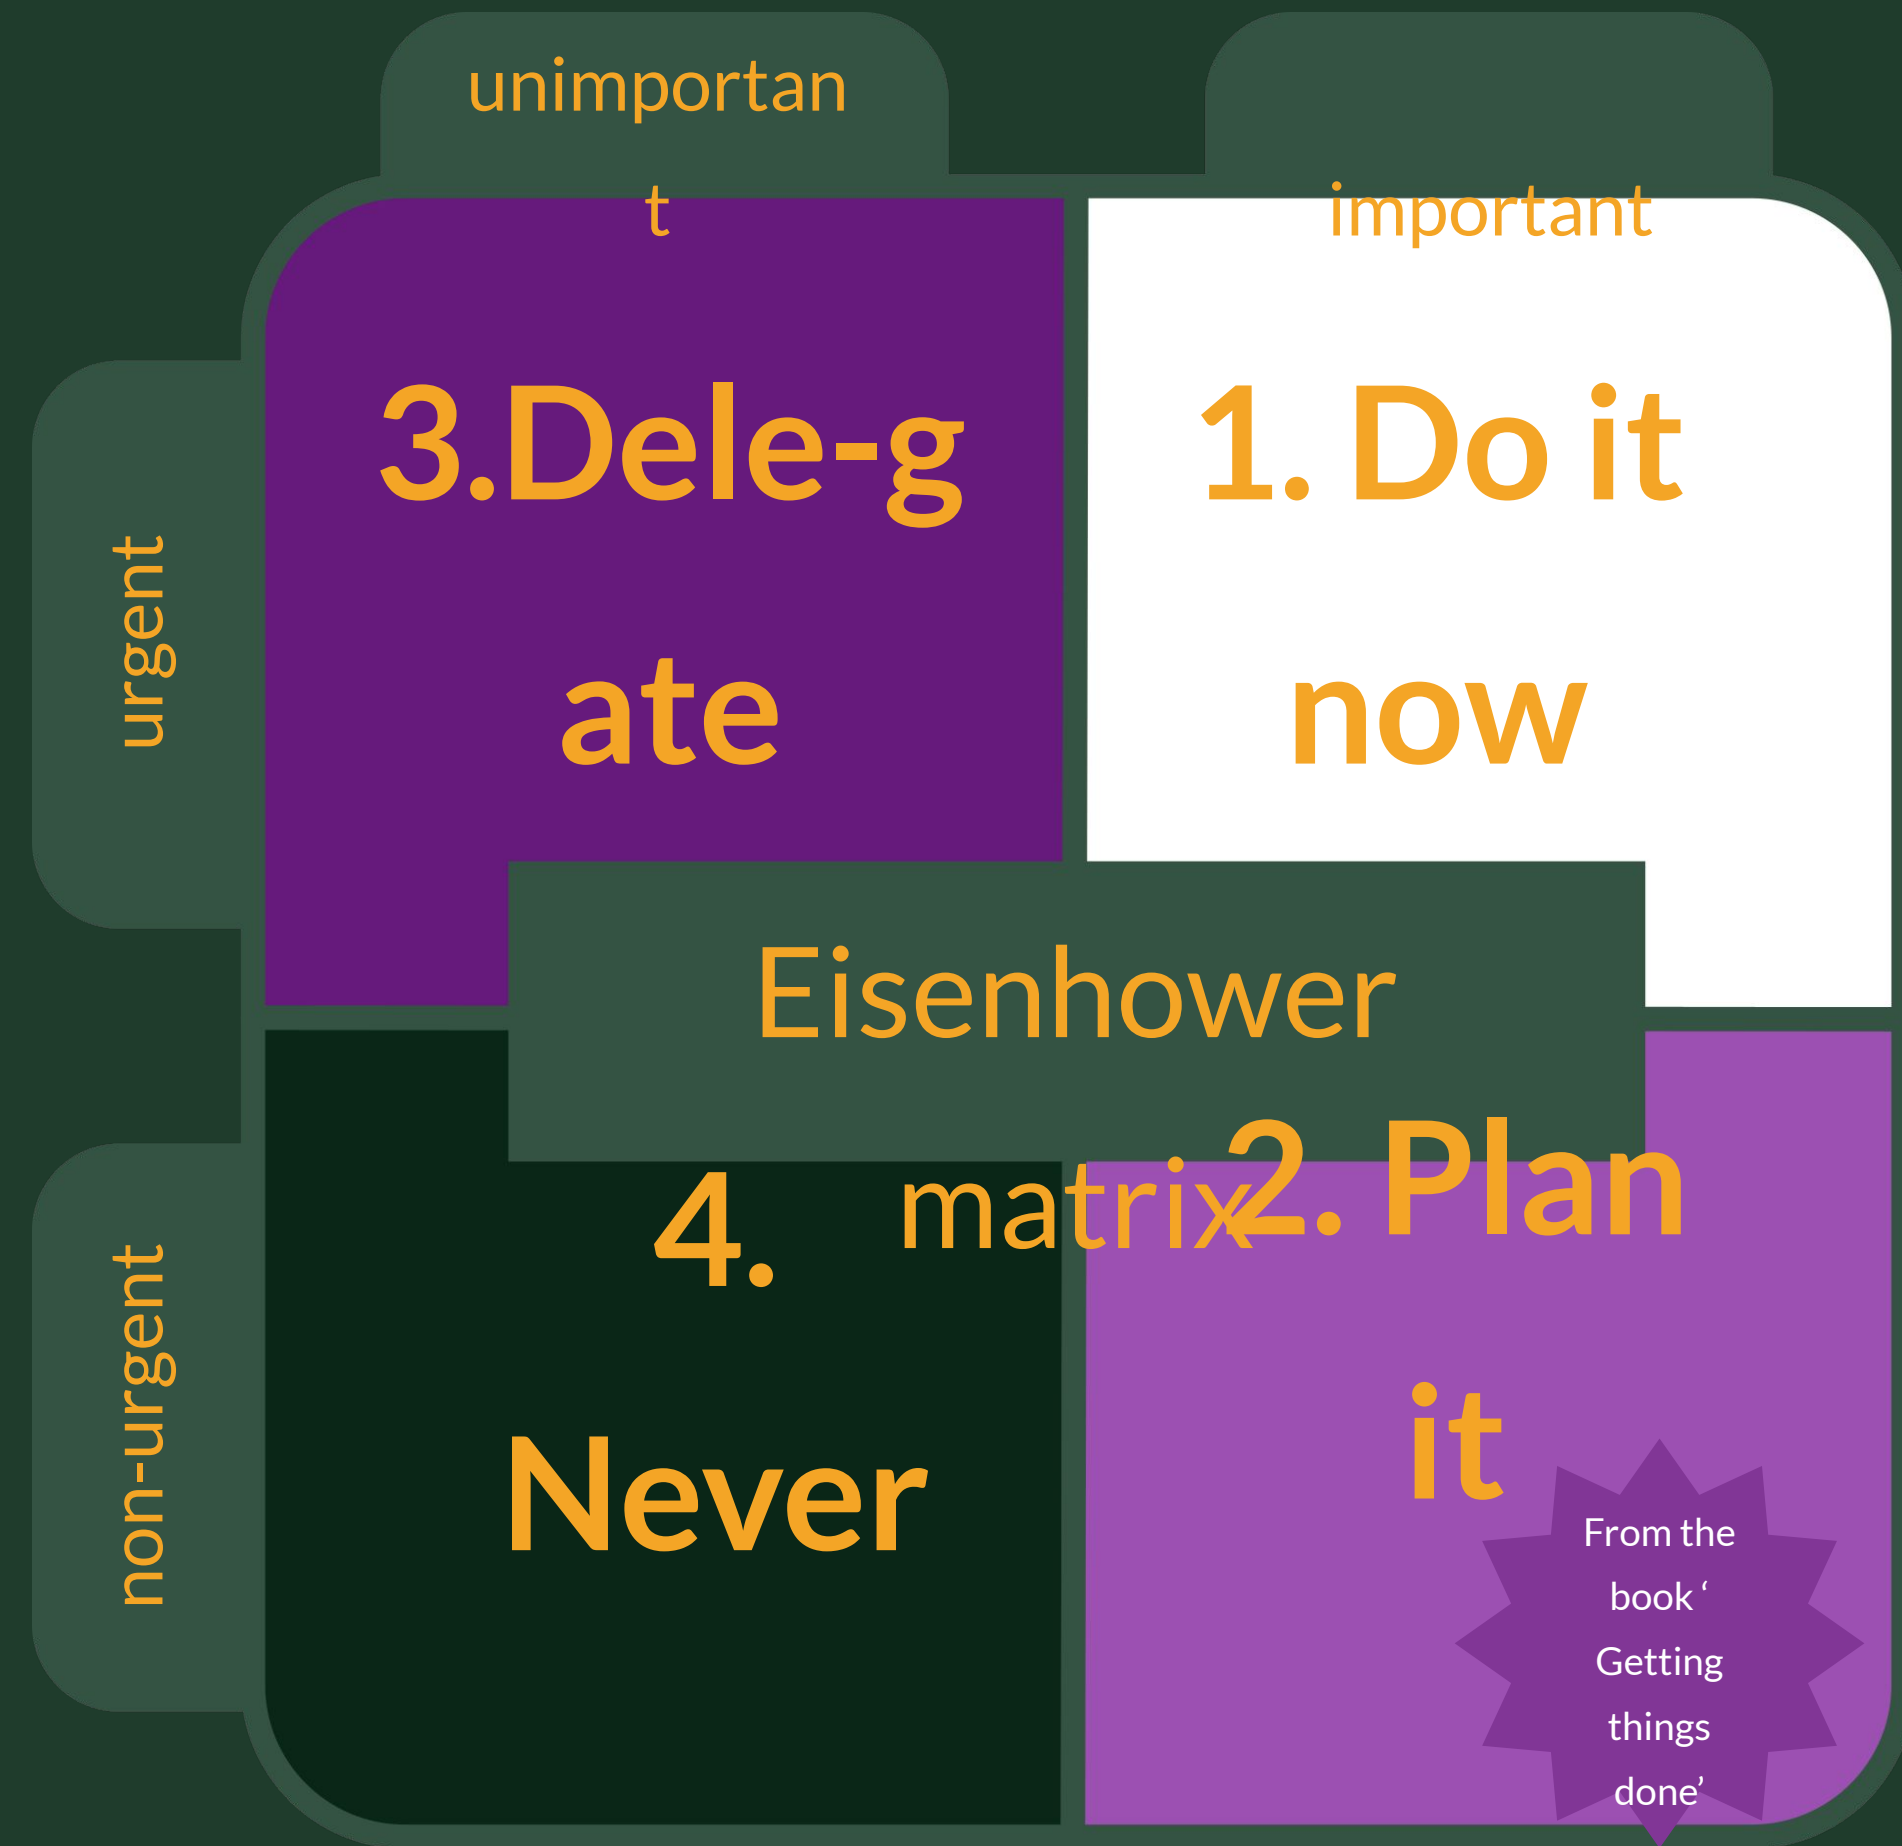 unimportan
t
important
urgent
3.Dele-g
ate
1. Do it
now
Eisenhower
matrix
non-urgent
4.
Never
2. Plan
it
From the
book ‘
Getting
things
done’